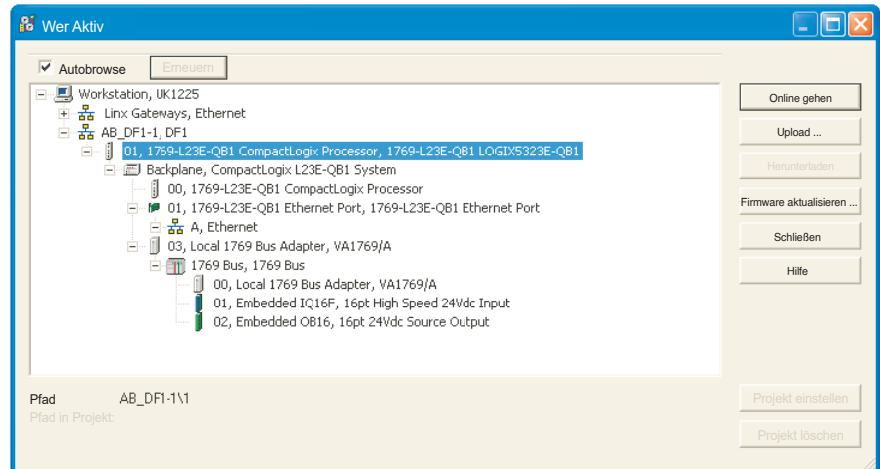 Wer Aktiv
Autobrowse
Erneuern
Workstation, UK1225
Linx Gateways, Ethernet
AB_DF1-1, DF1
01, 1769-L23E-QB1 CompactLogix Processor, 1769-L23E-QB1 LOGIX5323E-QB1
Backplane, CompactLogix L23E-QB1 System
00, 1769-L23E-QB1 CompactLogix Processor
01, 1769-L23E-QB1 Ethernet Port, 1769-L23E-QB1 Ethernet Port
A, Ethernet
03, Local 1769 Bus Adapter, VA1769/A
1769 Bus, 1769 Bus
00, Local 1769 Bus Adapter, VA1769/A
01, Embedded IQ16F, 16pt High Speed 24Vdc Input
02, Embedded OB16, 16pt 24Vdc Source Output
Online gehen
Upload ...
Herunterladen
Firmware aktualisieren ...
Schließen
Hilfe
Pfad AB_DF1-1\1
Pfad in Projekt:
Projekt einstellen
Projekt löschen